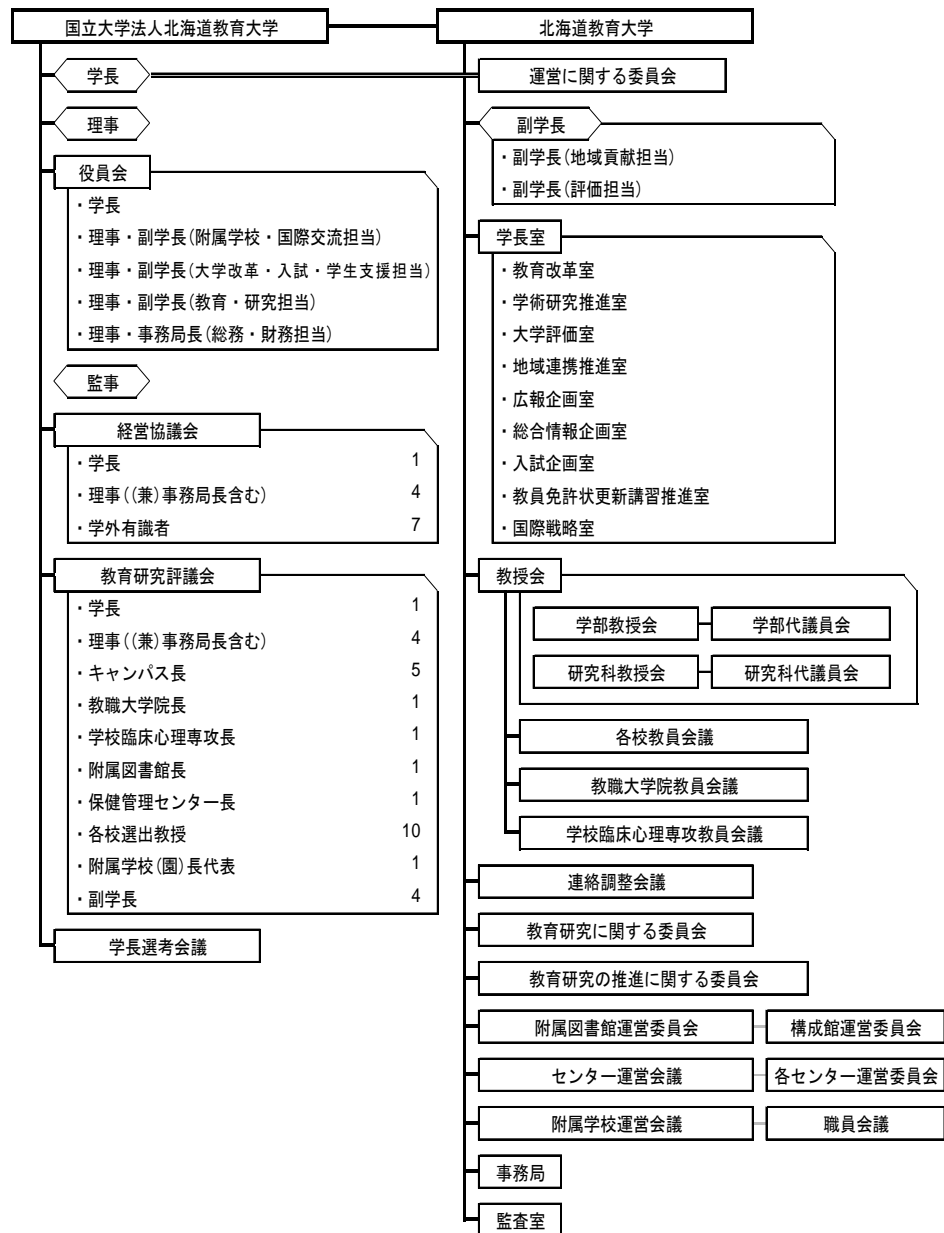 国立大学法人北海道教育大学
学長
理事
役員会
・学長
・理事・副学長(附属学校・国際交流担当)
・理事・副学長(大学改革・入試・学生支援担当)
・理事・副学長(教育・研究担当)
・理事・事務局長(総務・財務担当)
監事
経営協議会
・学長 1
・理事((兼)事務局長含む) 4
・学外有識者 7
教育研究評議会
・学長 1
・理事((兼)事務局長含む) 4
・キャンパス長 5
・教職大学院長 1
・学校臨床心理専攻長 1
・附属図書館長 1
・保健管理センター長 1
・各校選出教授 10
・附属学校(園)長代表 1
・副学長 4
学長選考会議
北海道教育大学
運営に関する委員会
副学長
・副学長(地域貢献担当)
・副学長(評価担当)
学長室
・教育改革室
・学術研究推進室
・大学評価室
・地域連携推進室
・広報企画室
・総合情報企画室
・入試企画室
・教員免許状更新講習推進室
・国際戦略室
教授会
学部教授会 学部代議員会
研究科教授会 研究科代議員会
各校教員会議
教職大学院教員会議
学校臨床心理専攻教員会議
連絡調整会議
教育研究に関する委員会
教育研究の推進に関する委員会
附属図書館運営委員会 構成館運営委員会
センター運営会議 各センター運営委員会
附属学校運営会議 職員会議
事務局
監査室